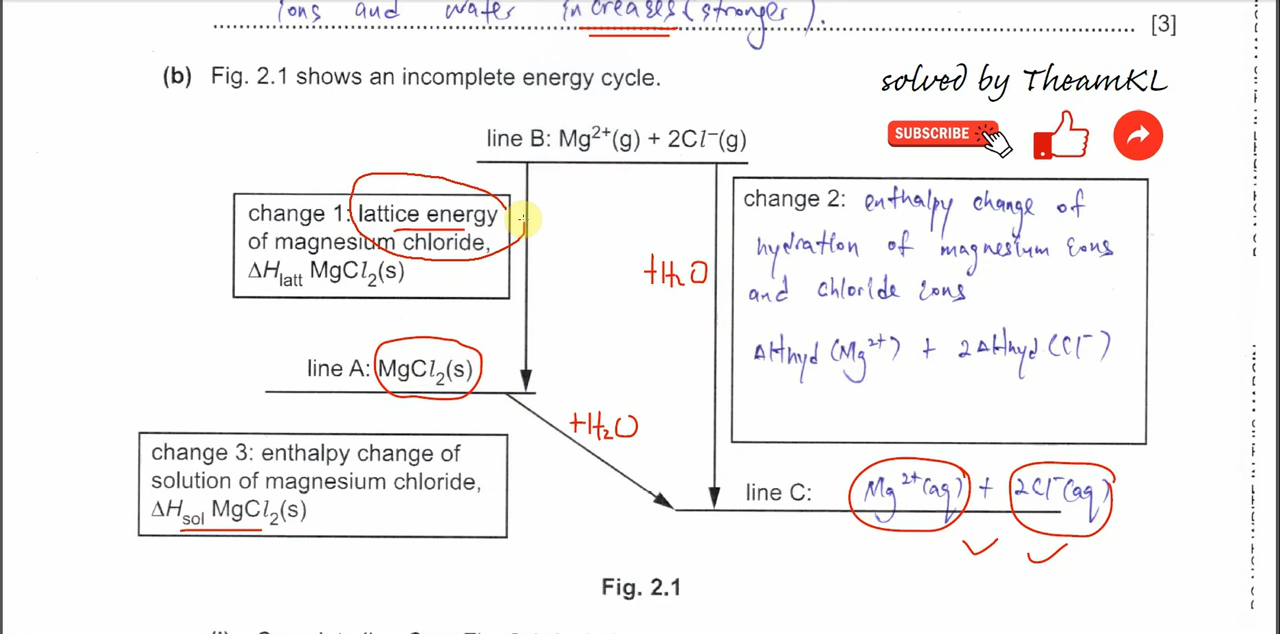 ions and water increases (stronger).
[3]
(b) Fig. 2.1 shows an incomplete energy cycle.
solved by TheamKL
SUBSCRIBE
line B: Mg²⁺(g) + 2Cl⁻(g)
change 1: lattice energy
of magnesium chloride,
ΔH_latt MgCl₂(s)
change 2: enthalpy change of
hydration of magnesium ions
and chloride ions
ΔHhyd (Mg²⁺) + 2ΔHhyd (Cl⁻)
+H₂O
line A: MgCl₂(s)
+H₂O
change 3: enthalpy change of
solution of magnesium chloride,
ΔH_sol MgCl₂(s)
line C: Mg²⁺(aq) + 2Cl⁻(aq)
Fig. 2.1